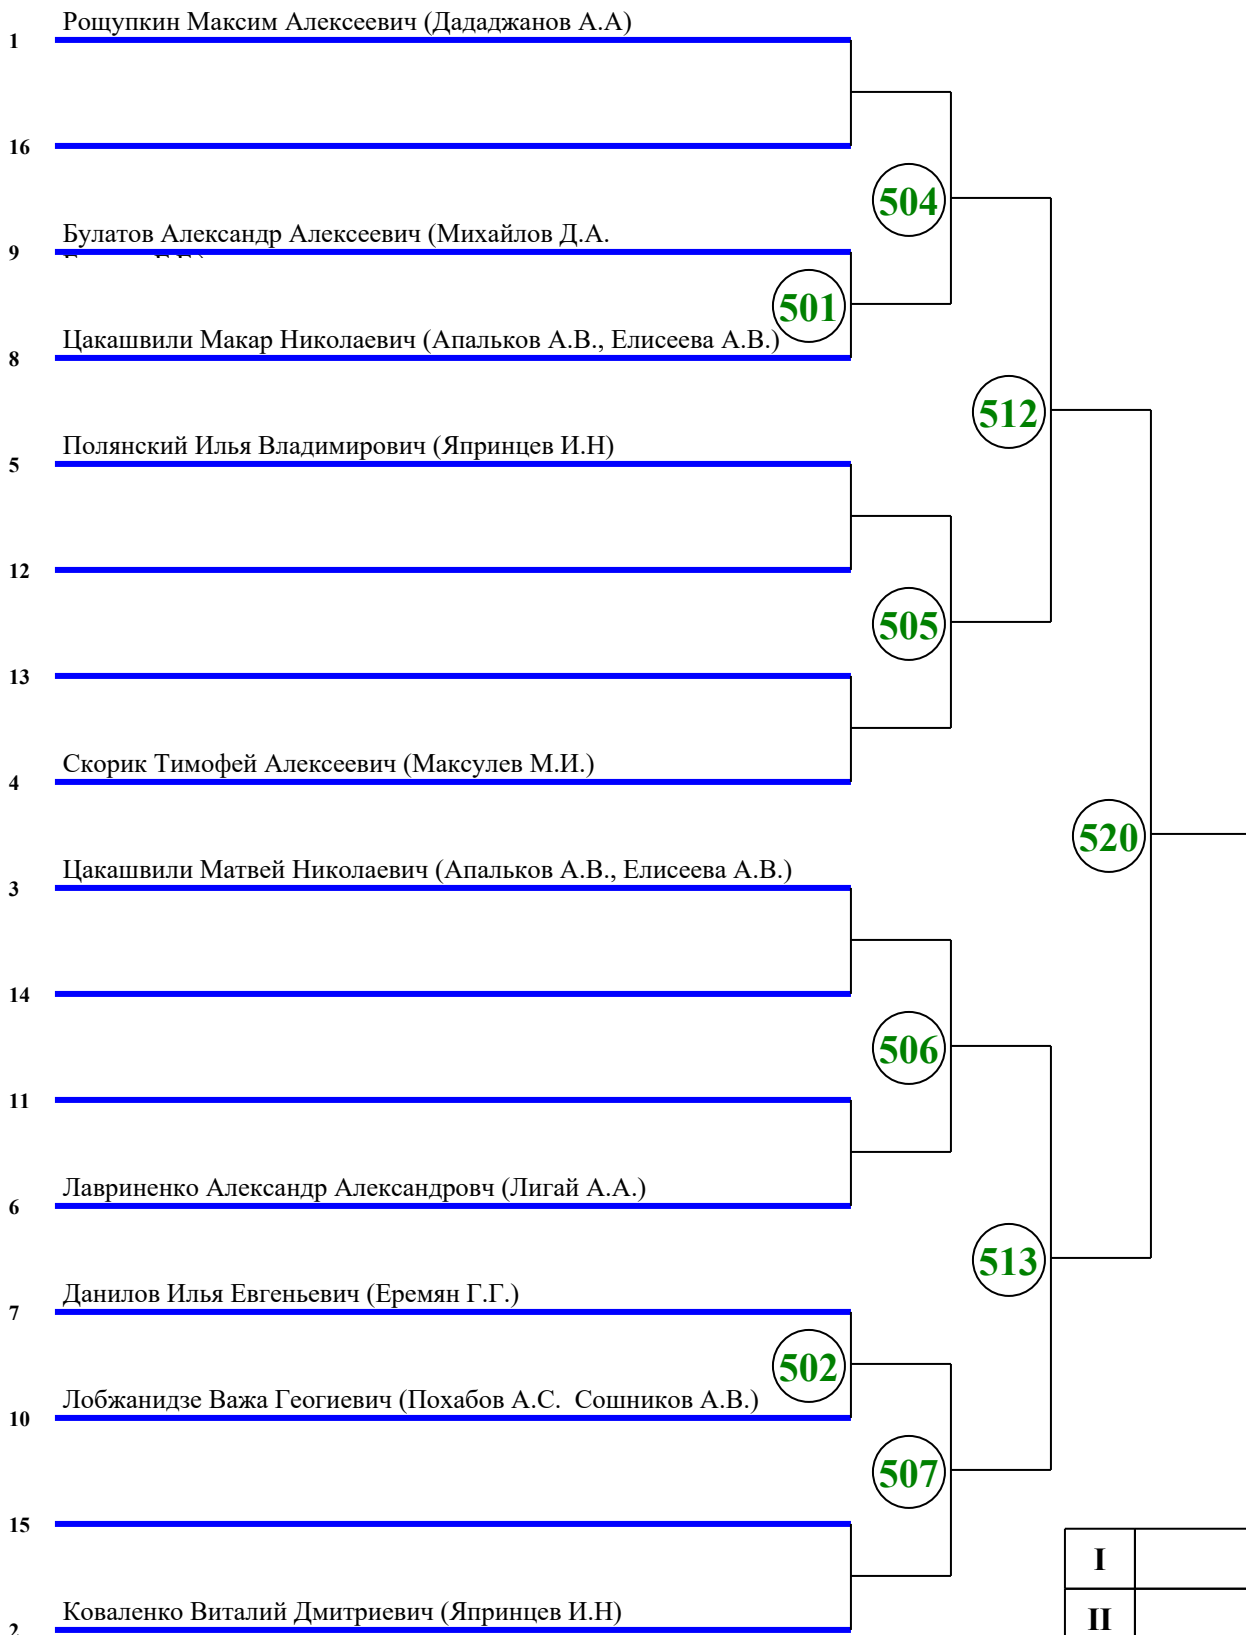 Рощупкин Максим Алексеевич (Дададжанов А.А)
1
16
504
Булатов Александр Алексеевич (Михайлов Д.А.
9
501
Цакашвили Макар Николаевич (Апальков А.В., Елисеева А.В.)
8
512
Полянский Илья Владимирович (Япринцев И.Н)
5
12
505
13
Скорик Тимофей Алексеевич (Максулев М.И.)
4
520
Цакашвили Матвей Николаевич (Апальков А.В., Елисеева А.В.)
3
14
506
11
Лавриненко Александр Александровч (Лигай А.А.)
6
513
Данилов Илья Евгеньевич (Еремян Г.Г.)
7
502
Лобжанидзе Важа Геогиевич (Похабов А.С.  Сошников А.В.)
10
507
15
I
Коваленко Виталий Дмитриевич (Япринцев И.Н)
2
II